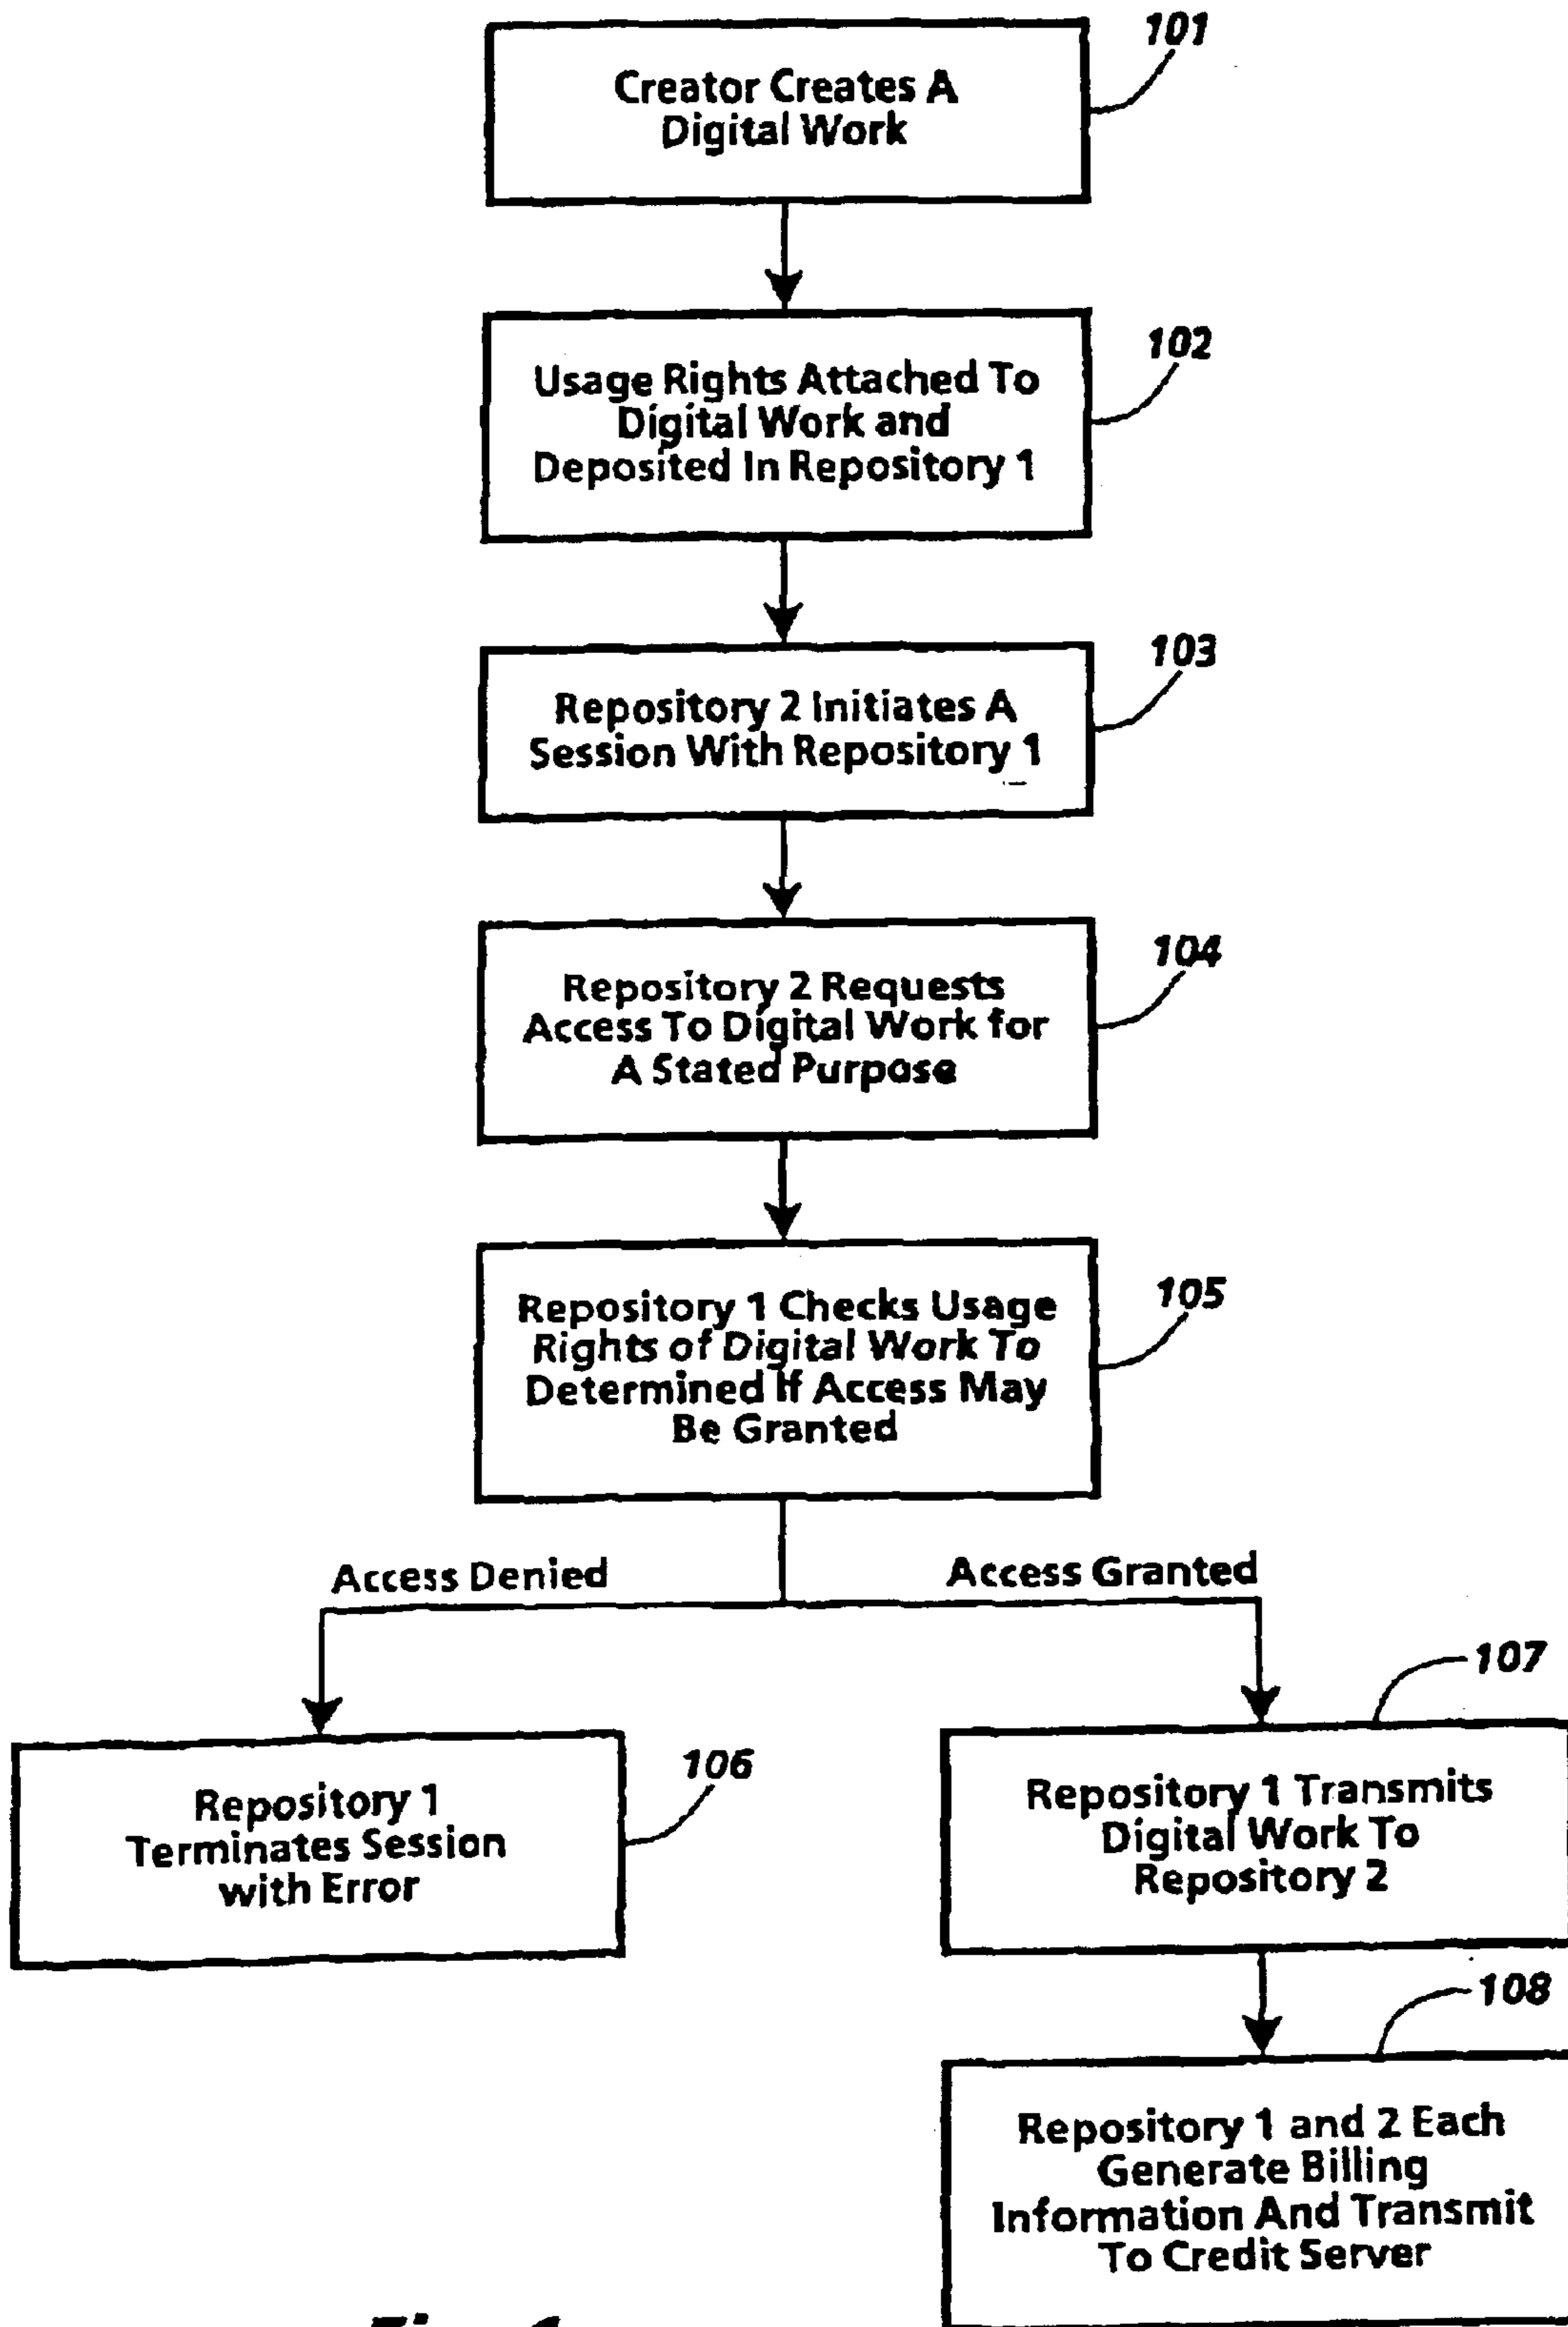 101
Creator Creates A
Digital Work
102
Usage Rights Attached To
Digital Work and
Deposited In Repository 1
103
Repository 2 Initiates A
Session With Repository 1
104
Repository 2 Requests
Access To Digital Work for
A Stated Purpose
105
Repository 1 Checks Usage
Rights of Digital Work To
Determined If Access May
Be Granted
Access Denied
Access Granted
106
Repository 1
Terminates Session
with Error
107
Repository 1 Transmits
Digital Work To
Repository 2
108
Repository 1 and 2 Each
Generate Billing
Information And Transmit
To Credit Server